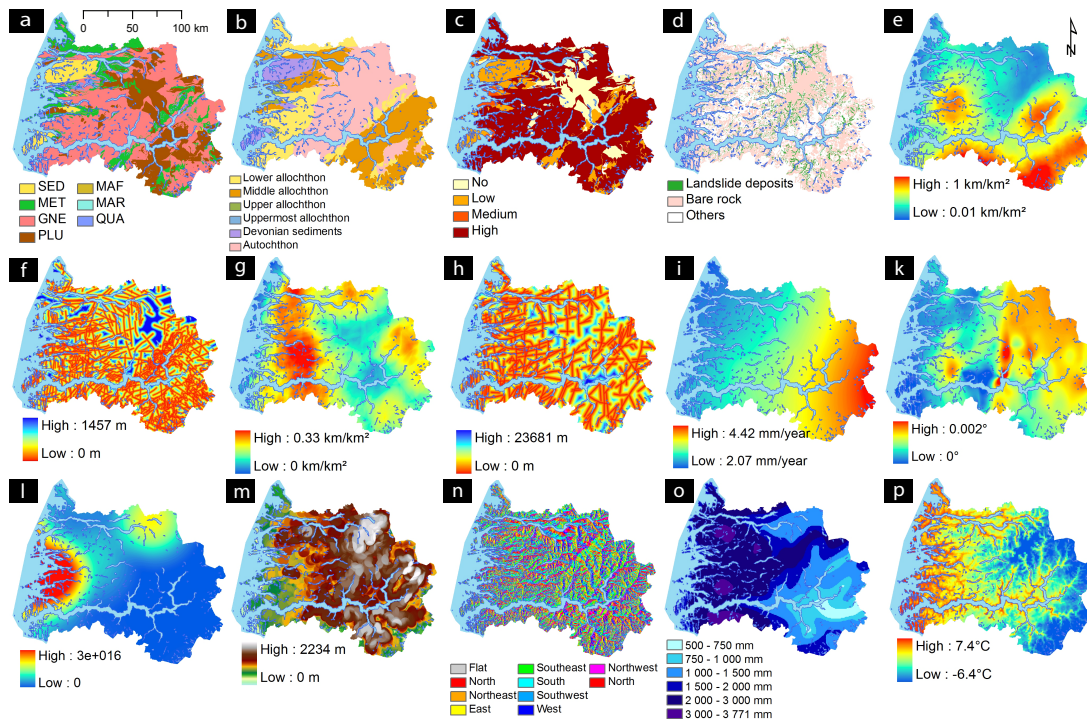 a
0 50 100 km
b
c
d
e
N
SED MAF
MET MAR
GNE QUA
PLU
Lower allochthon
Middle allochthon
Upper allochthon
Uppermost allochthon
Devonian sediments
Autochthon
No
Low
Medium
High
Landslide deposits
Bare rock
Others
High : 1 km/km²
Low : 0.01 km/km²
f
g
h
i
k
High : 1457 m
Low : 0 m
High : 0.33 km/km²
Low : 0 km/km²
High : 23681 m
Low : 0 m
High : 4.42 mm/year
Low : 2.07 mm/year
High : 0.002°
Low : 0°
l
m
n
o
p
High : 3e+016
Low : 0
High : 2234 m
Low : 0 m
Flat Southeast Northwest
North South North
Northeast Southwest
East West
500 - 750 mm
750 - 1 000 mm
1 000 - 1 500 mm
1 500 - 2 000 mm
2 000 - 3 000 mm
3 000 - 3 771 mm
High : 7.4°C
Low : -6.4°C